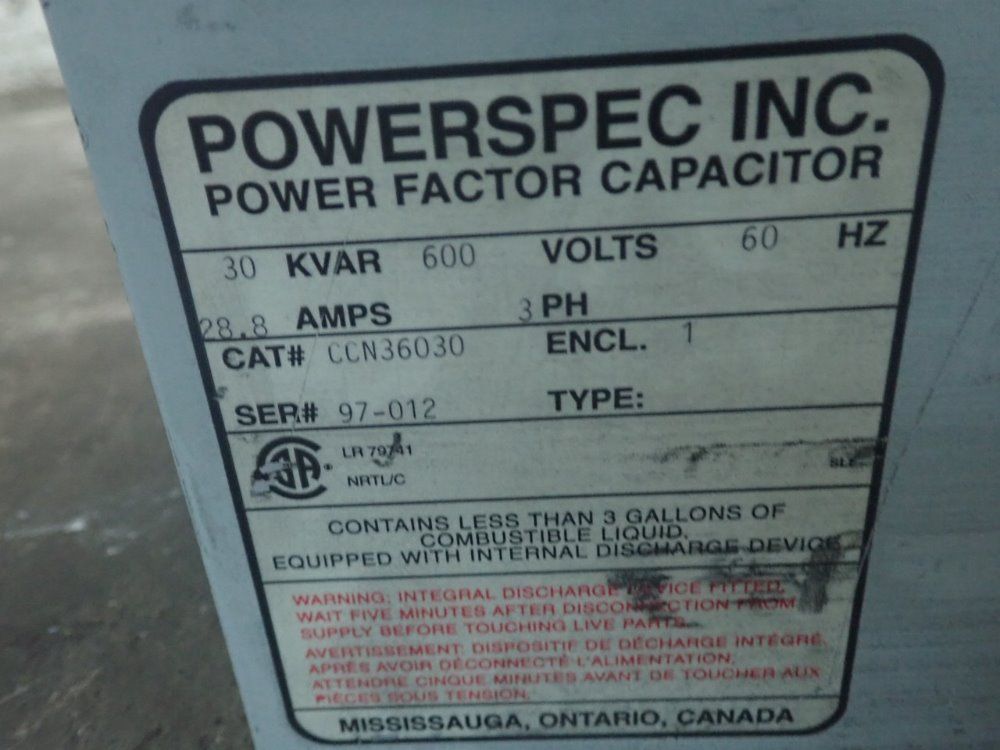 POWERSPEC INC.
POWER FACTOR CAPACITOR
30 KVAR 600 VOLTS 60 HZ
28.8 AMPS 3 PH
CAT# CCN36030 ENCL. 1
SER# 97-012 TYPE:
SA
LR 79741
NRTL/C
CONTAINS LESS THAN 3 GALLONS OF
COMBUSTIBLE LIQUID.
EQUIPPED WITH INTERNAL DISCHARGE DEVICE
WARNING: INTEGRAL DISCHARGE DEVICE FITTED.
WAIT FIVE MINUTES AFTER DISCONNECTION FROM
SUPPLY BEFORE TOUCHING LIVE PARTS.
AVERTISSEMENT: DISPOSITIF DE DÉCHARGE INTÉGRÉ.
APRÈS AVOIR DÉCONNECTÉ L'ALIMENTATION,
ATTENDRE CINQUE MINUTES AVANT DE TOUCHER AUX
PIÈCES SOUS TENSION.
MISSISSAUGA, ONTARIO, CANADA